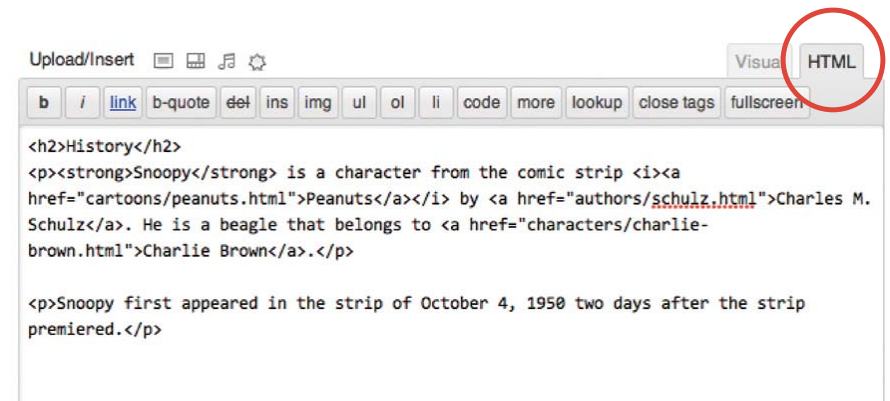 Upload/Insert Visual HTML
b i link b-quote del ins img ul ol li code more lookup close tags fullscreen
<h2>History</h2>
<p><strong>Snoopy</strong> is a character from the comic strip <i><a
href="cartoons/peanuts.html">Peanuts</a></i> by <a href="authors/schulz.html">Charles M.
Schulz</a>. He is a beagle that belongs to <a href="characters/charlie-
brown.html">Charlie Brown</a>.</p>
<p>Snoopy first appeared in the strip of October 4, 1950 two days after the strip
premiered.</p>